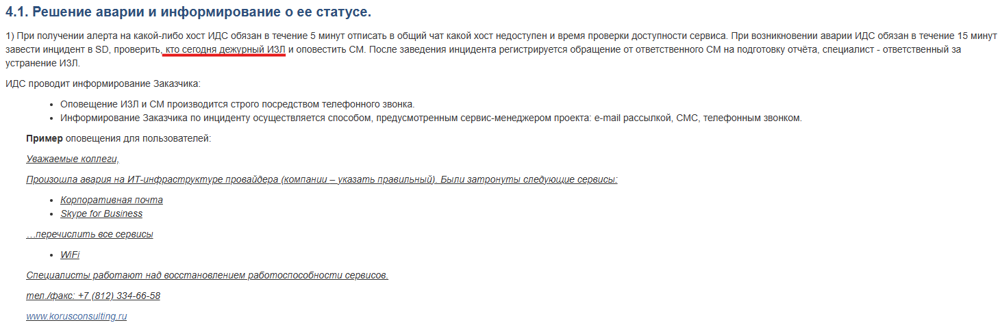 4.1. Решение аварии и информирование о ее статусе.
1) При получении алерта на какой-либо хост ИДС обязан в течение 5 минут отписать в общий чат какой хост недоступен и время проверки доступности сервиса. При возникновении аварии ИДС обязан в течение 15 минут
завести инцидент в SD, проверить, кто сегодня дежурный ИЗЛ и оповестить СМ. После заведения инцидента регистрируется обращение от ответственного СМ на подготовку отчёта, специалист - ответственный за
устранение ИЗЛ.
ИДС проводит информирование Заказчика:
• Оповещение ИЗЛ и СМ производится строго посредством телефонного звонка.
• Информирование Заказчика по инциденту осуществляется способом, предусмотренным сервис-менеджером проекта: e-mail рассылкой, СМС, телефонным звонком.
Пример оповещения для пользователей:
Уважаемые коллеги,
Произошла авария на ИТ-инфраструктуре провайдера (компании – указать правильный). Были затронуты следующие сервисы:
• Корпоративная почта
• Skype for Business
…перечислить все сервисы
• WiFi
Специалисты работают над восстановлением работоспособности сервисов.
тел./факс: +7 (812) 334-66-58
www.korusconsulting.ru